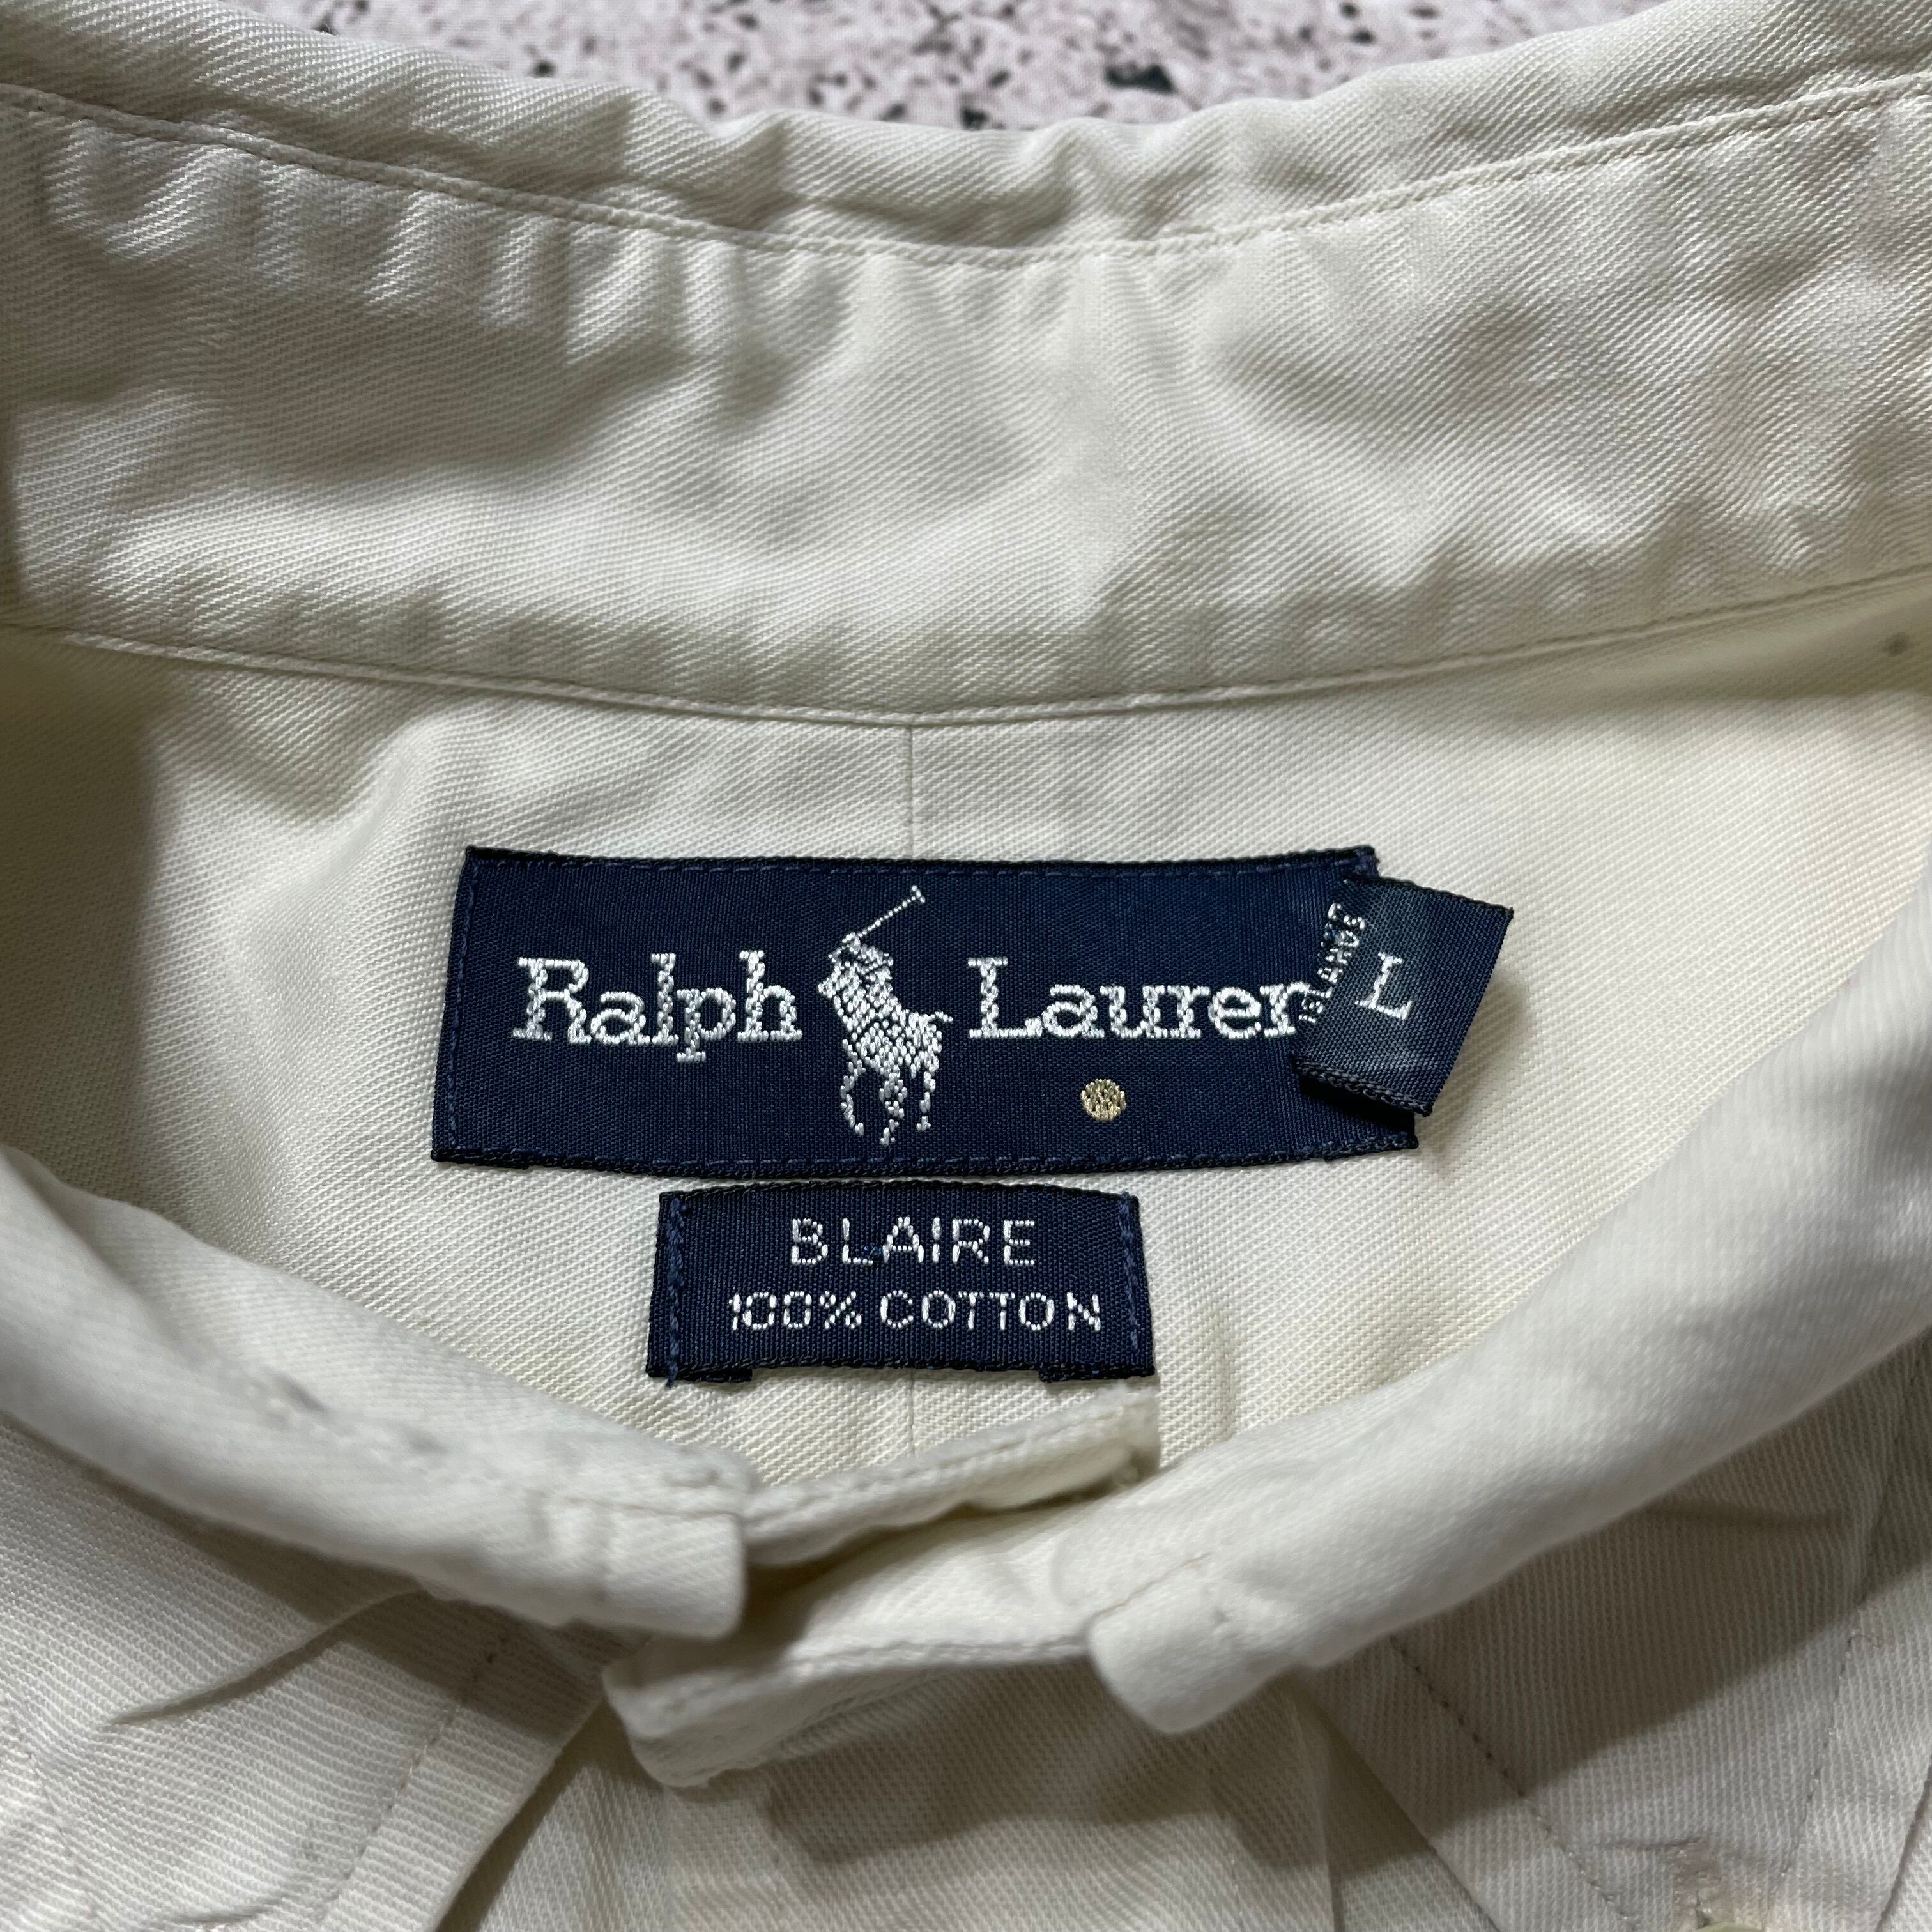 Ralph Lauren
L
BLAIRE
100% COTTON